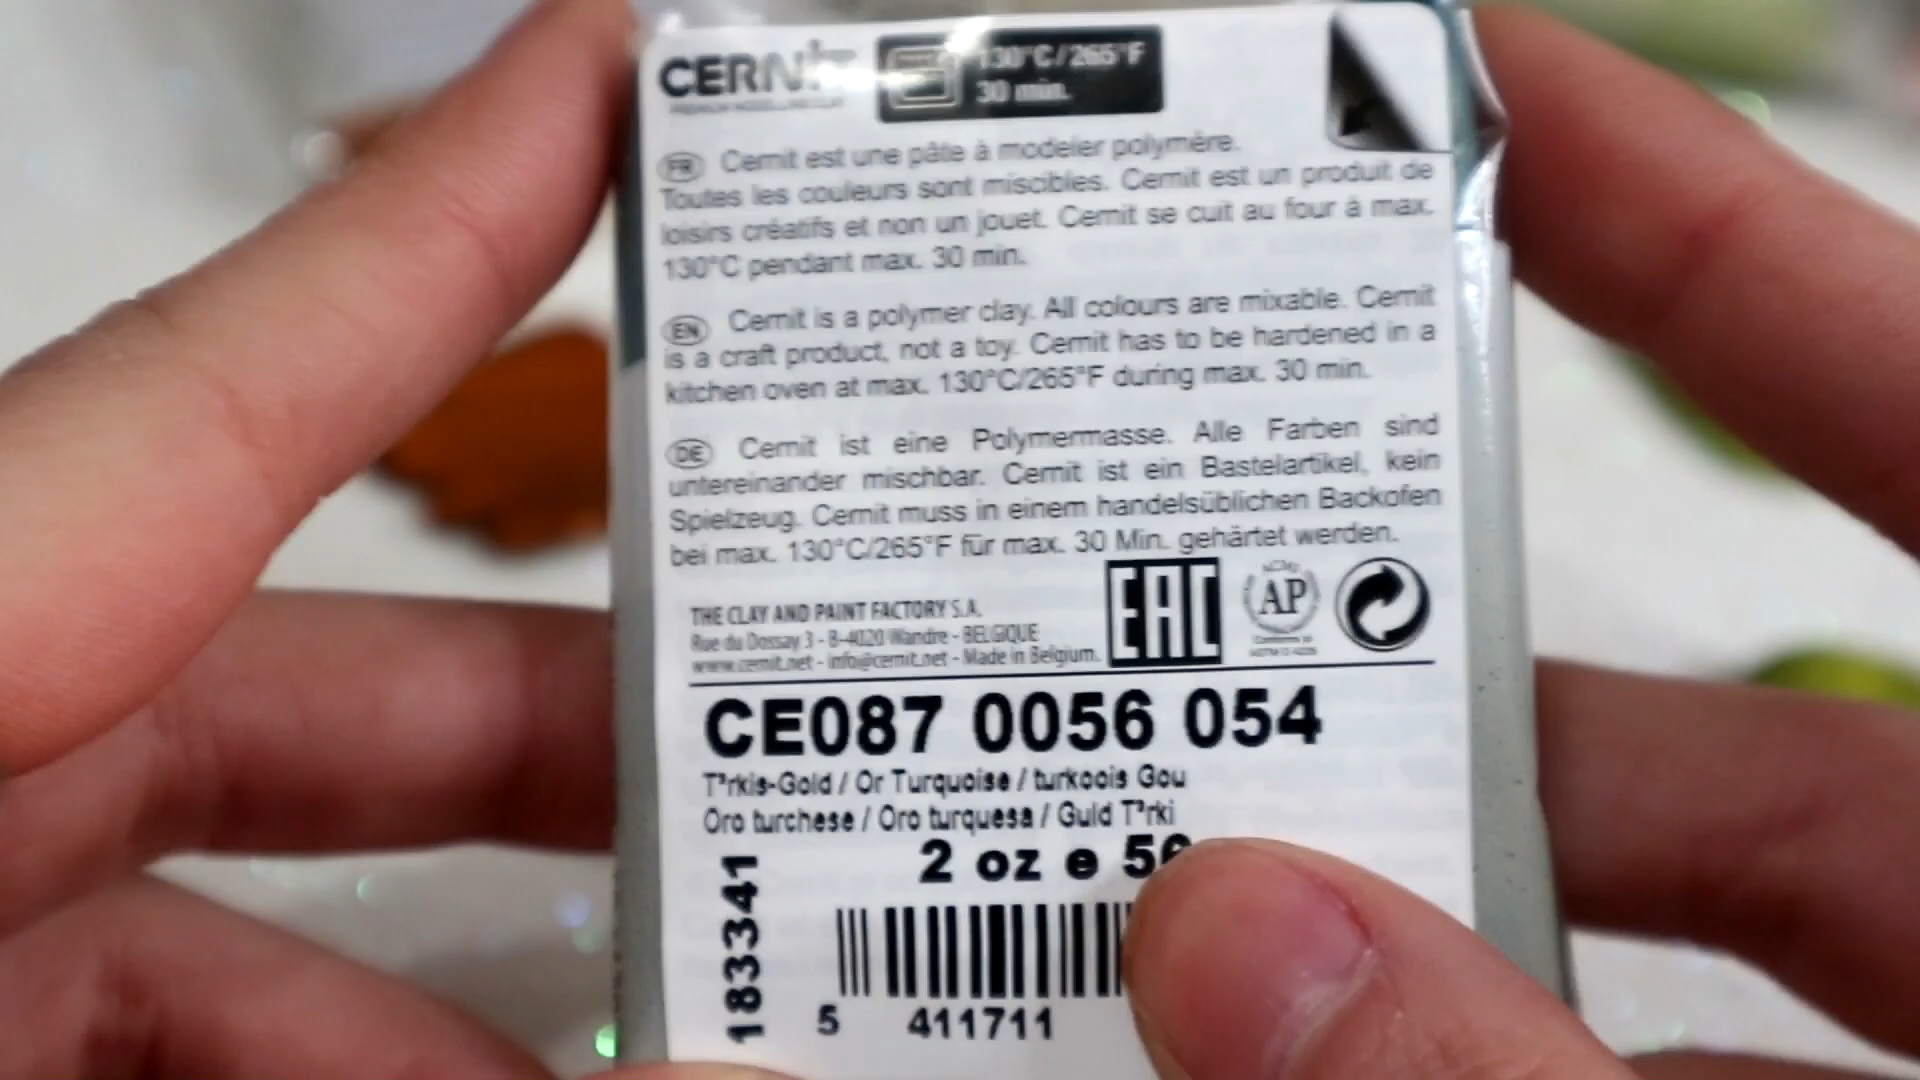 CERNIT
130°C/265°F
30 min.
FR Cernit est une pâte à modeler polymère.
Toutes les couleurs sont miscibles. Cernit est un produit de
loisirs créatifs et non un jouet. Cernit se cuit au four à max.
130°C pendant max. 30 min.
EN Cernit is a polymer clay. All colours are mixable. Cernit
is a craft product, not a toy. Cernit has to be hardened in a
kitchen oven at max. 130°C/265°F during max. 30 min.
DE Cernit ist eine Polymermasse. Alle Farben sind
untereinander mischbar. Cernit ist ein Bastelartikel, kein
Spielzeug. Cernit muss in einem handelsüblichen Backofen
bei max. 130°C/265°F für max. 30 Min. gehärtet werden.
THE CLAY AND PAINT FACTORY S.A.
Rue du Dossay 3 - B-4020 Wandre - BELGIQUE
www.cernit.net - info@cernit.net - Made in Belgium.
EAC
AP
CE087 0056 054
T³rkis-Gold / Or Turquoise / turkoois Gou
Oro turchese / Oro turquesa / Guld T³rki
2 oz e 56
183341
5 411711